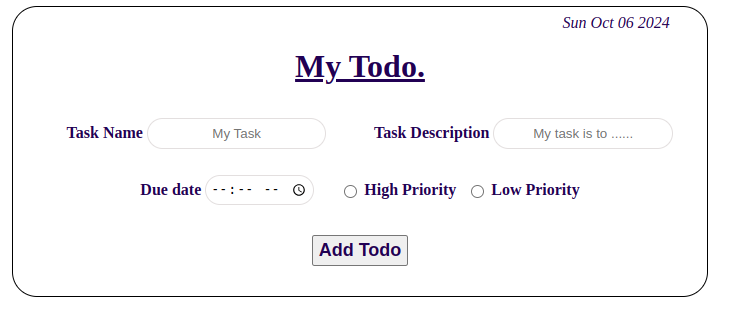 Sun Oct 06 2024
My Todo.
Task Name My Task Task Description My task is to ......
Due date --:-- -- High Priority Low Priority
Add Todo